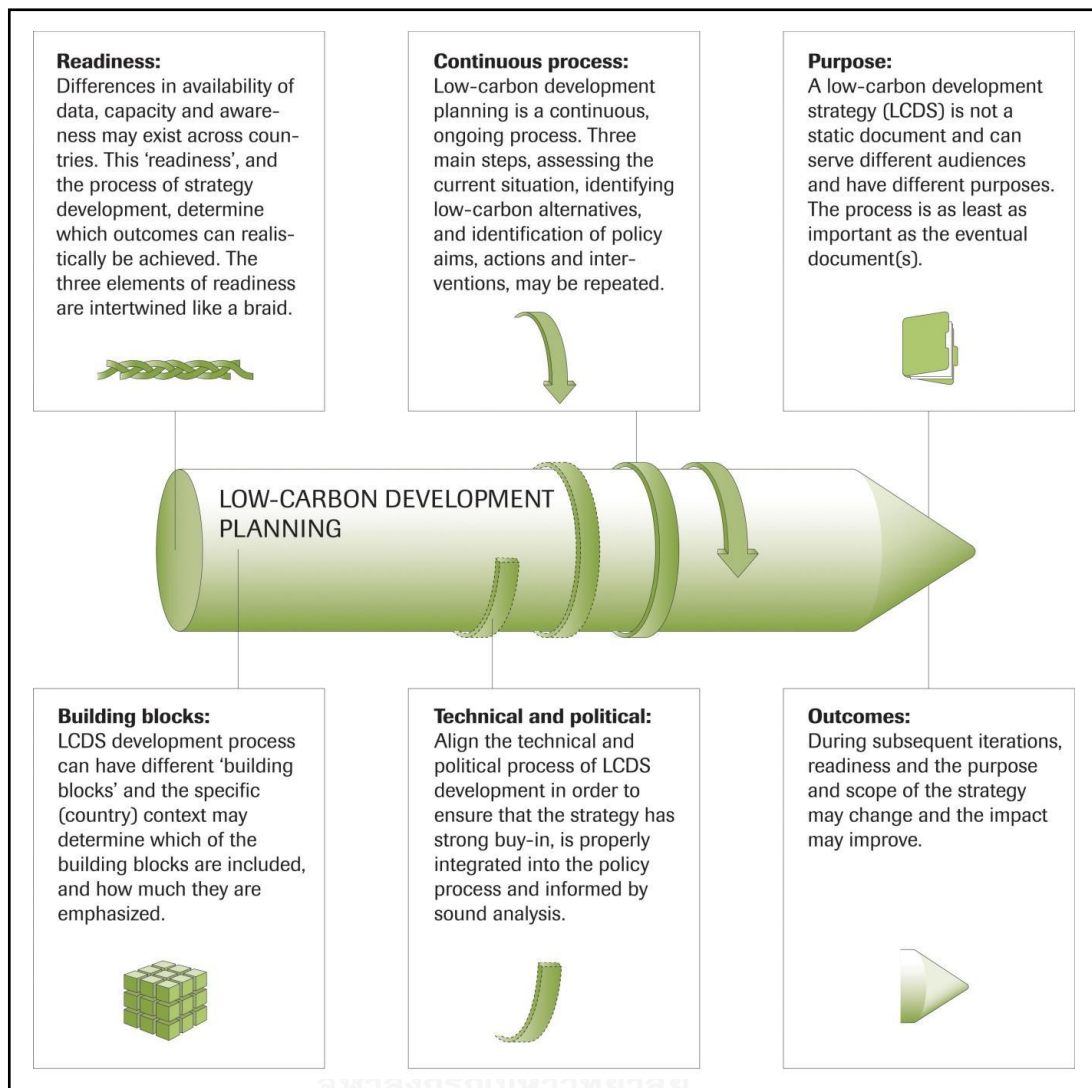 Readiness:
Differences in availability of
data, capacity and aware-
ness may exist across coun-
tries. This ‘readiness’, and
the process of strategy
development, determine
which outcomes can realis-
tically be achieved. The
three elements of readiness
are intertwined like a braid.
Continuous process:
Low-carbon development
planning is a continuous,
ongoing process. Three
main steps, assessing the
current situation, identifying
low-carbon alternatives,
and identification of policy
aims, actions and inter-
ventions, may be repeated.
Purpose:
A low-carbon development
strategy (LCDS) is not a
static document and can
serve different audiences
and have different purposes.
The process is as least as
important as the eventual
document(s).
LOW-CARBON DEVELOPMENT
PLANNING
Building blocks:
LCDS development process
can have different ‘building
blocks’ and the specific
(country) context may
determine which of the
building blocks are included,
and how much they are
emphasized.
Technical and political:
Align the technical and
political process of LCDS
development in order to
ensure that the strategy has
strong buy-in, is properly
integrated into the policy
process and informed by
sound analysis.
Outcomes:
During subsequent iterations,
readiness and the purpose
and scope of the strategy
may change and the impact
may improve.